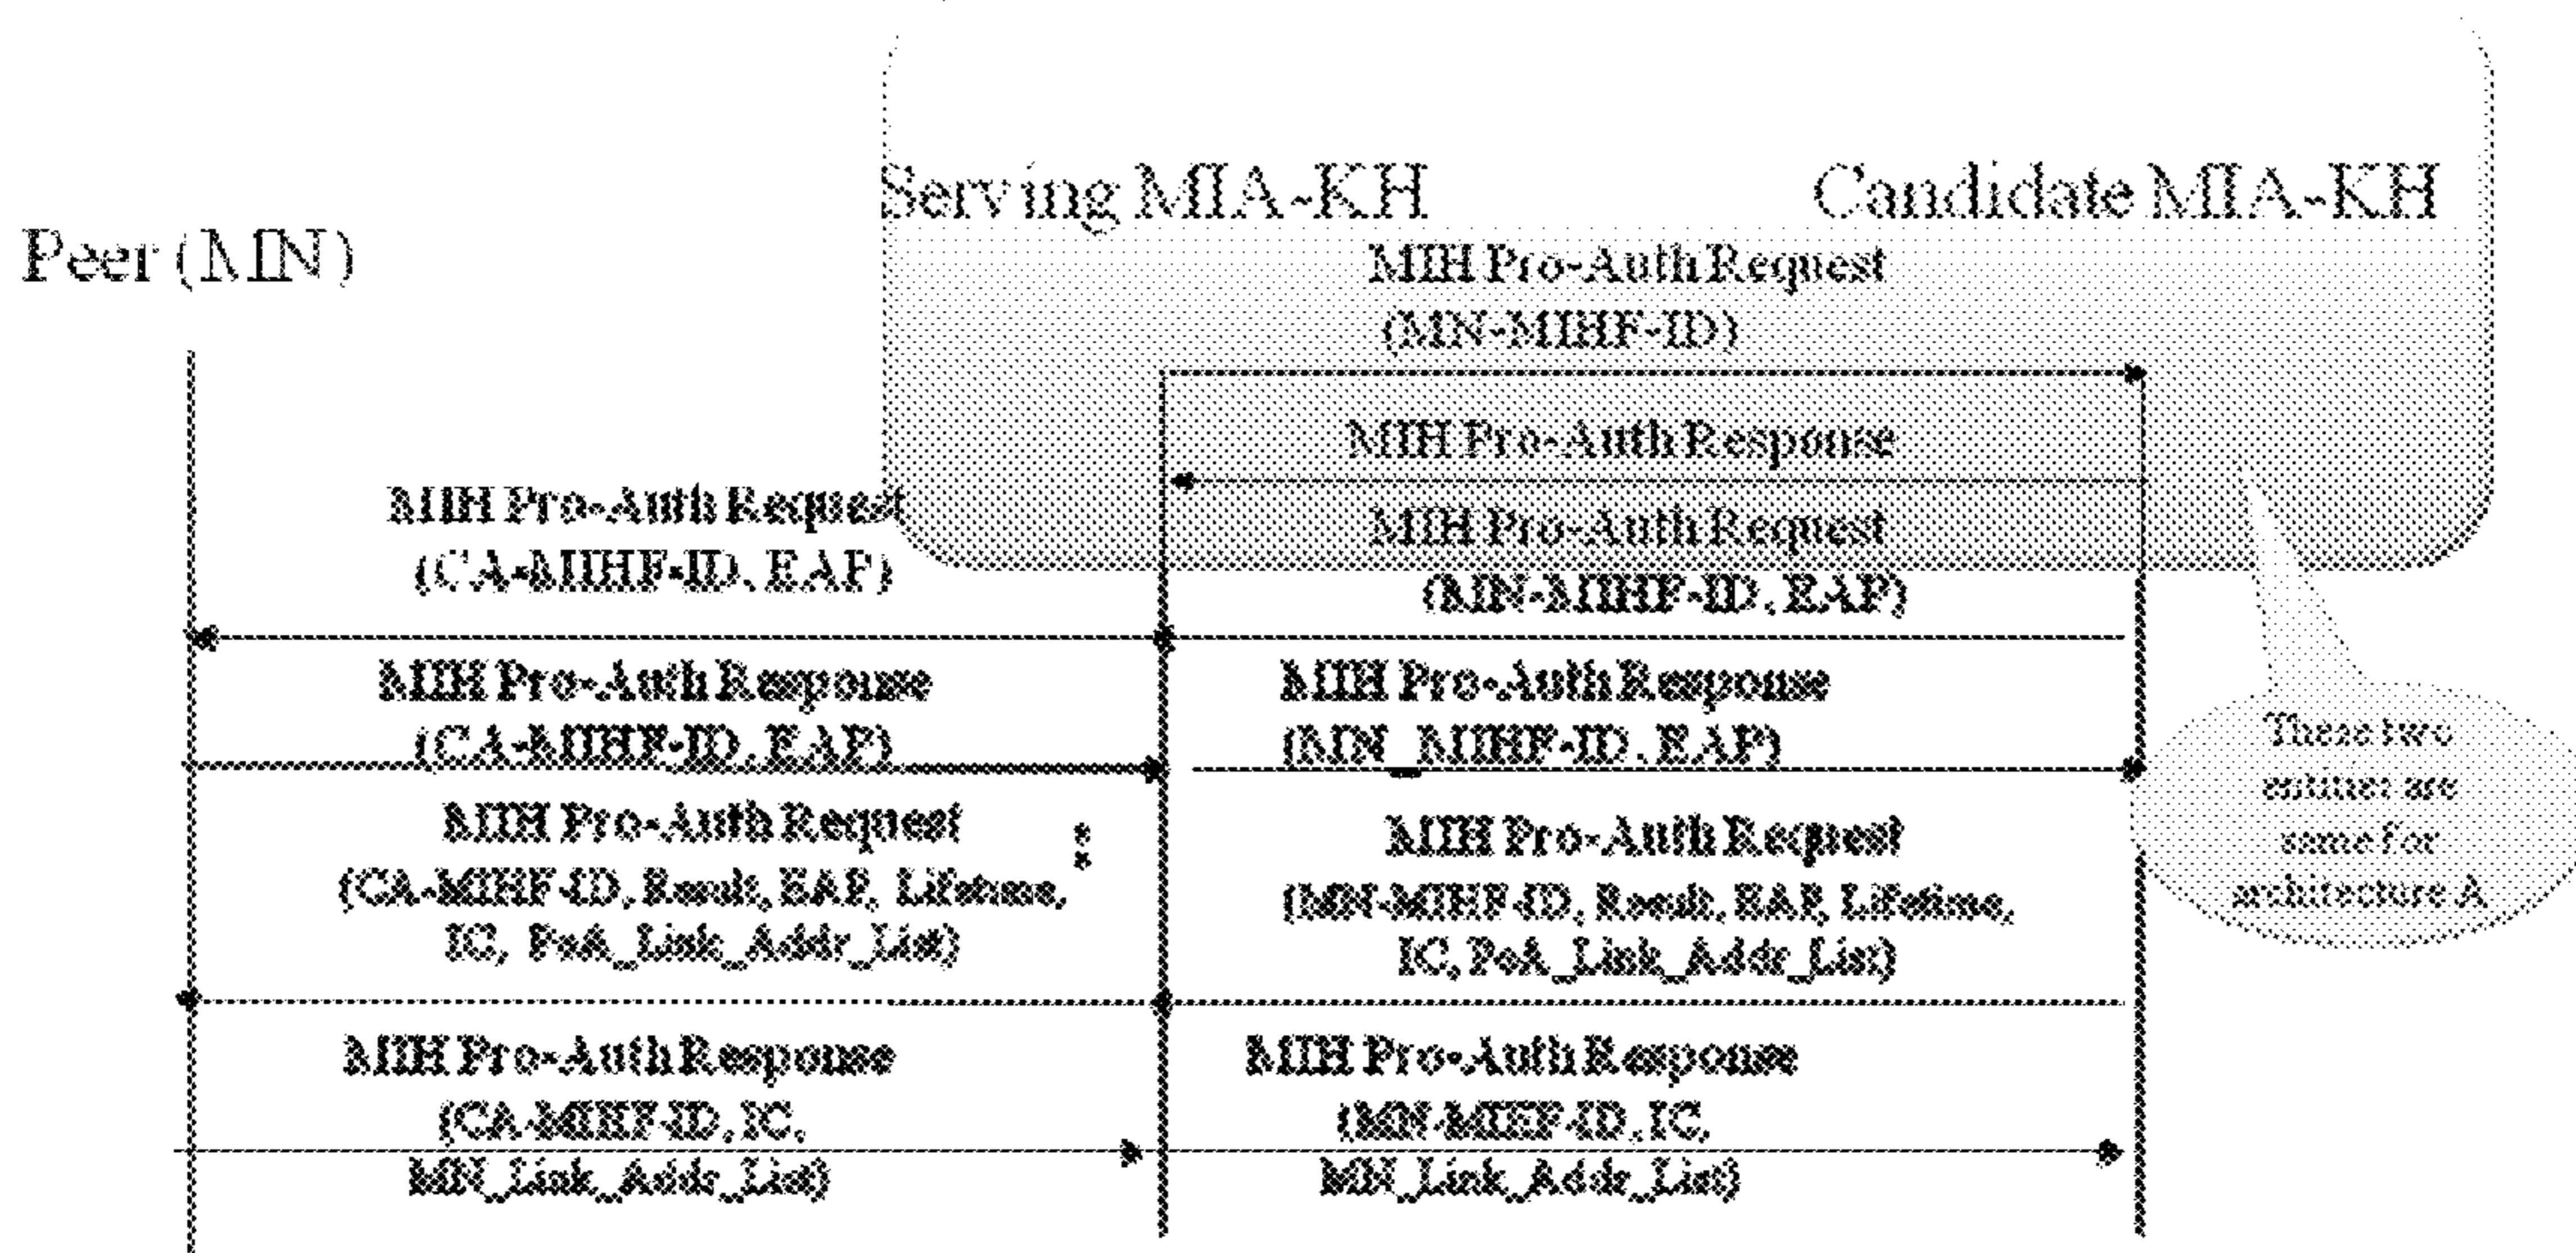 Serving MIA-KH
Candidate MIA-KH
Peer (MN)
MIH Pro-Auth Request
(MN-MIHF-ID)
MIH Pro-Auth Response
MIH Pro-Auth Request
(CA-MIHF-ID, EAP)
MIH Pro-Auth Request
(MN-MIHF-ID, EAP)
MIH Pro-Auth Response
(CA-MIHF-ID, EAP)
MIH Pro-Auth Response
(MN_MIHF-ID, EAP)
These two
entities are
same for
architecture A
MIH Pro-Auth Request
(CA-MIHF-ID, Result, EAP, Lifetime,
IC, PoA_Link_Addr_List)
MIH Pro-Auth Request
(MN-MIHF-ID, Result, EAP, Lifetime,
IC, PoA_Link_Addr_List)
MIH Pro-Auth Response
(CA-MIHF-ID, IC,
MN_Link_Addr_List)
MIH Pro-Auth Response
(MN-MIHF-ID, IC,
MN_Link_Addr_List)